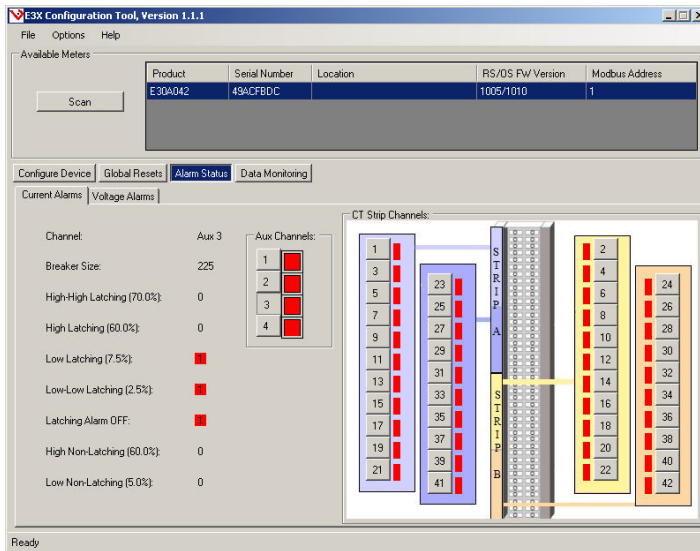 E3X Configuration Tool, Version 1.1.1
File Options Help
Available Meters
Scan
Product Serial Number Location RS/OS FW Version Modbus Address
E30A042 49ACFBDC 1005/1010 1
Configure Device Global Resets Alarm Status Data Monitoring
Current Alarms Voltage Alarms
Channel: Aux 3
Breaker Size: 225
High-High Latching (70.0%): 0
High Latching (60.0%): 0
Low Latching (7.5%): 1
Low-Low Latching (2.5%): 1
Latching Alarm OFF: 1
High Non-Latching (60.0%): 0
Low Non-Latching (5.0%): 0
Aux Channels:
1
2
3
4
CT Strip Channels:
1
3
5
7
9
11
13
15
17
19
21
23
25
27
29
31
33
35
37
39
41
STRIP A
STRIP B
2
4
6
8
10
12
14
16
18
20
22
24
26
28
30
32
34
36
38
40
42
Ready